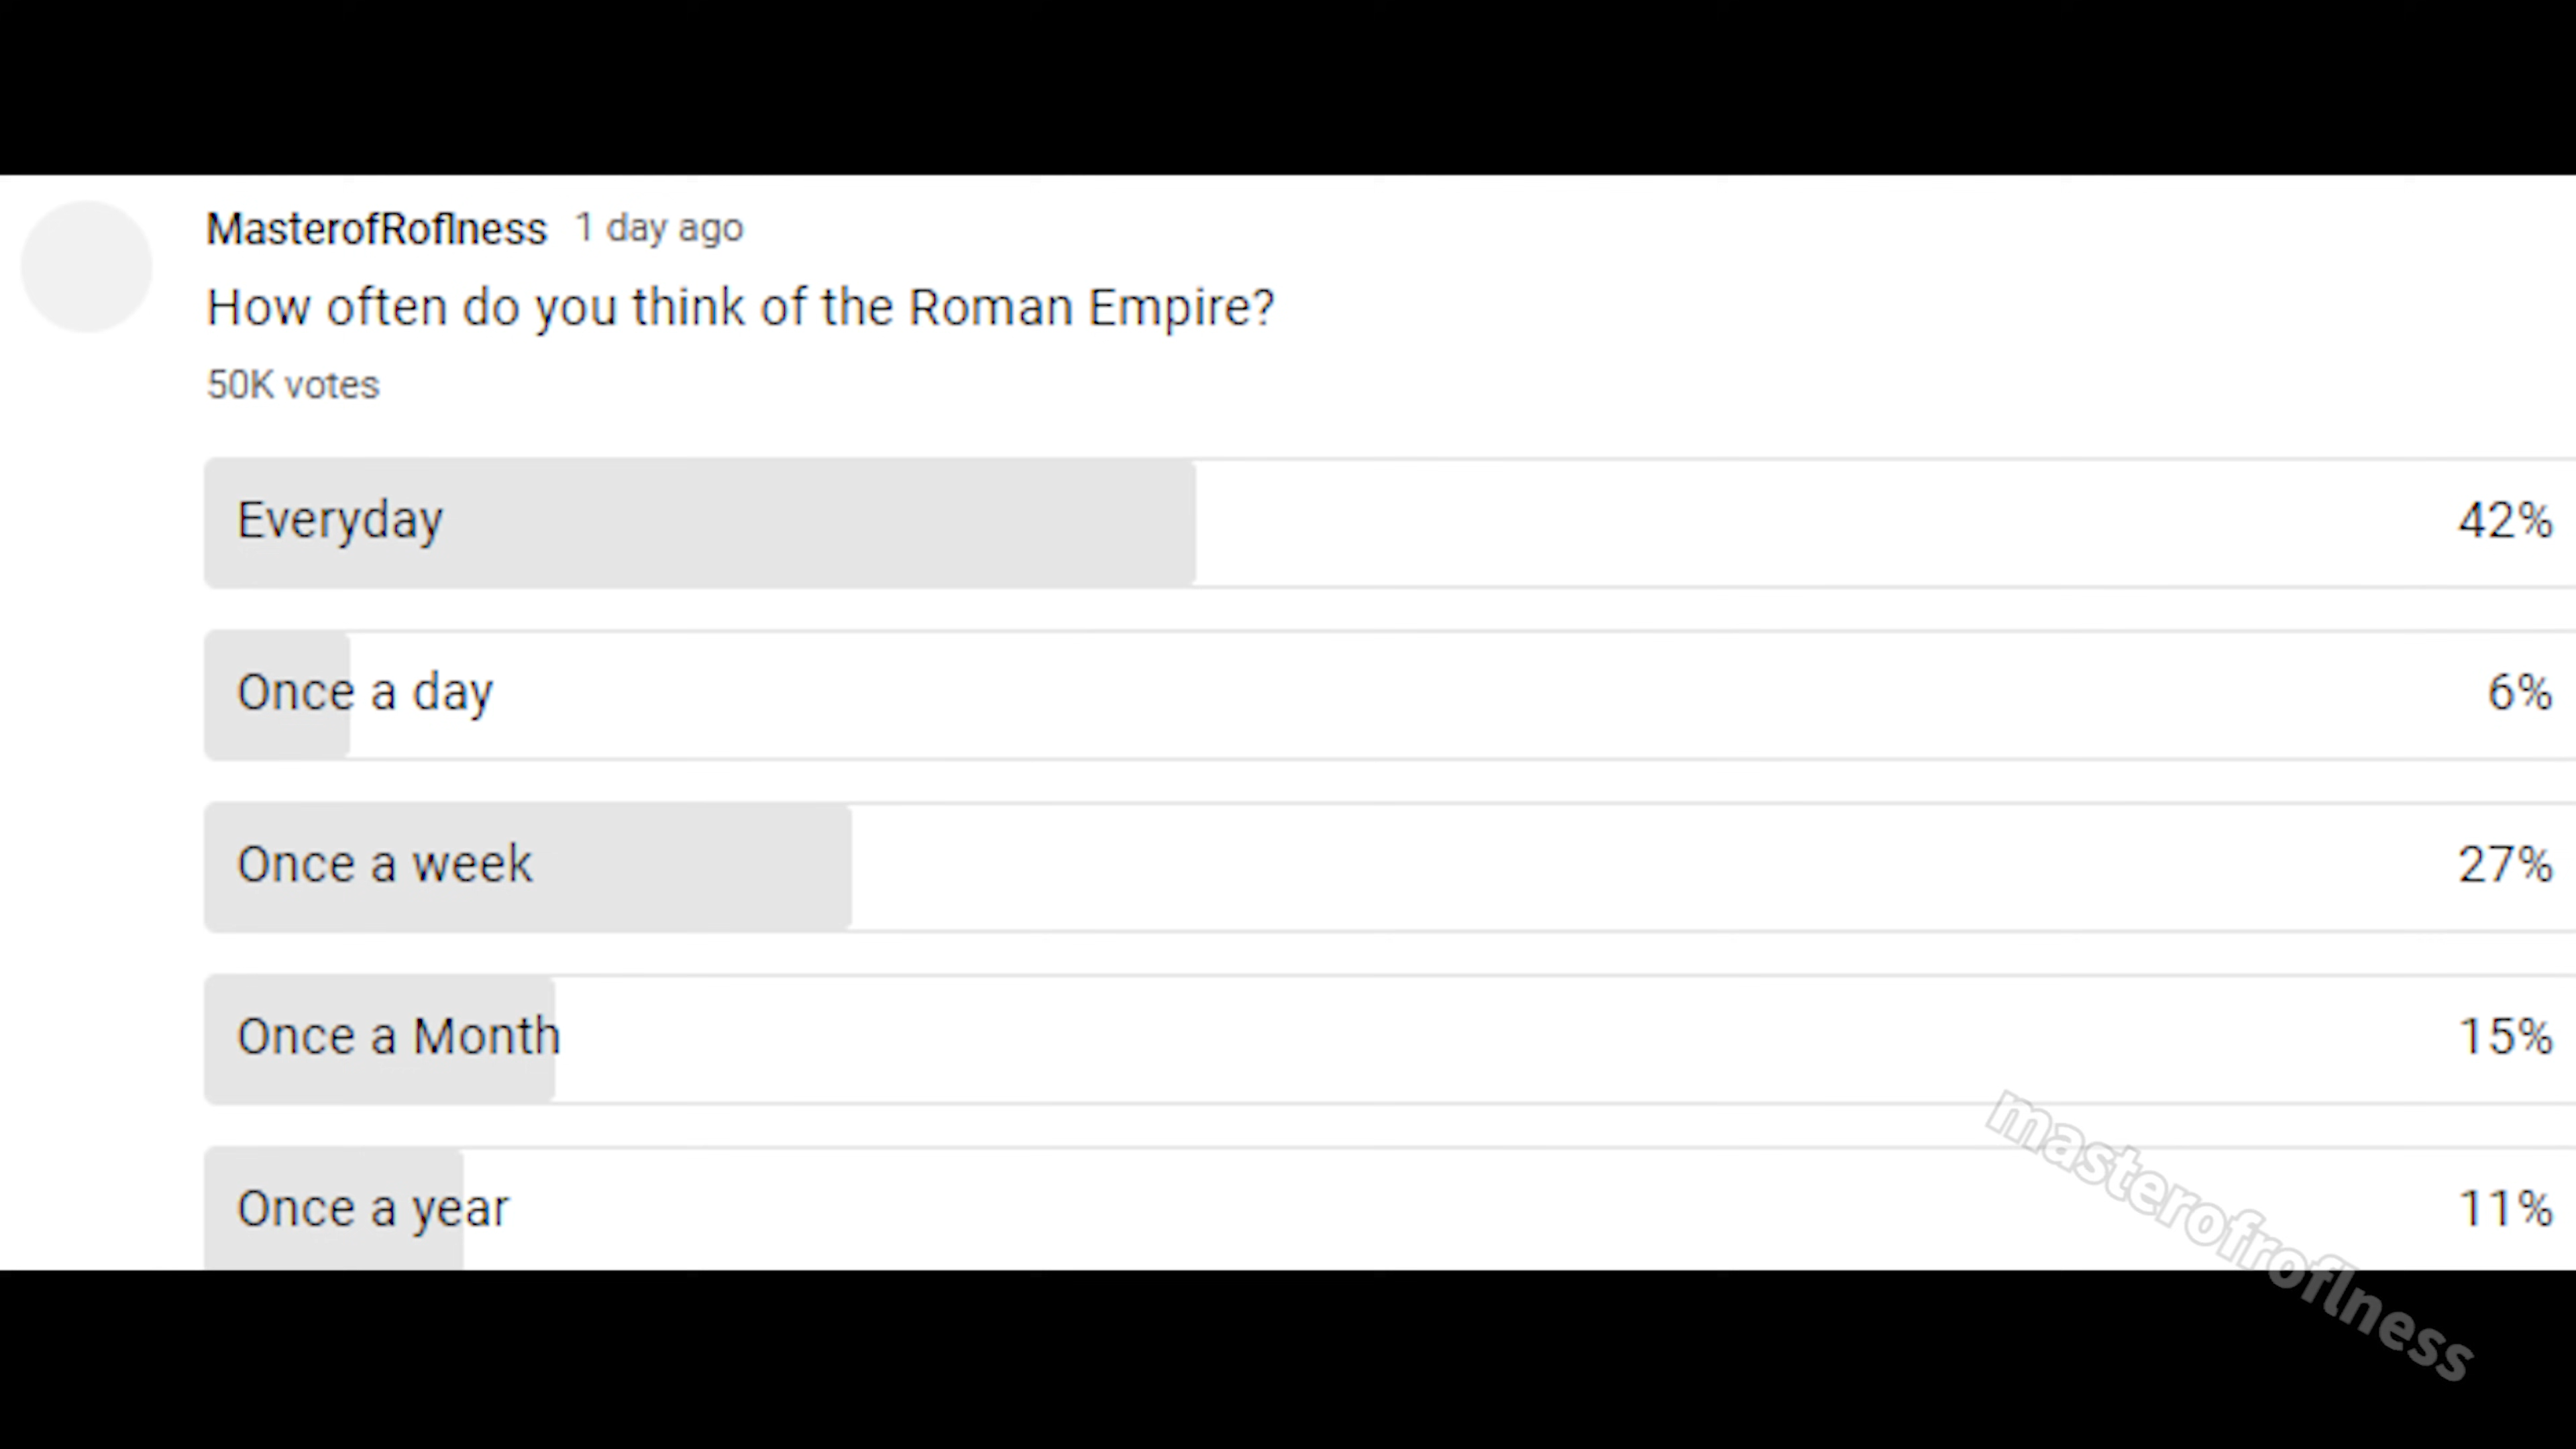 MasterofRoflness 1 day ago
How often do you think of the Roman Empire?
50K votes
Everyday 42%
Once a day 6%
Once a week 27%
Once a Month 15%
Once a year 11%
masterofroflness